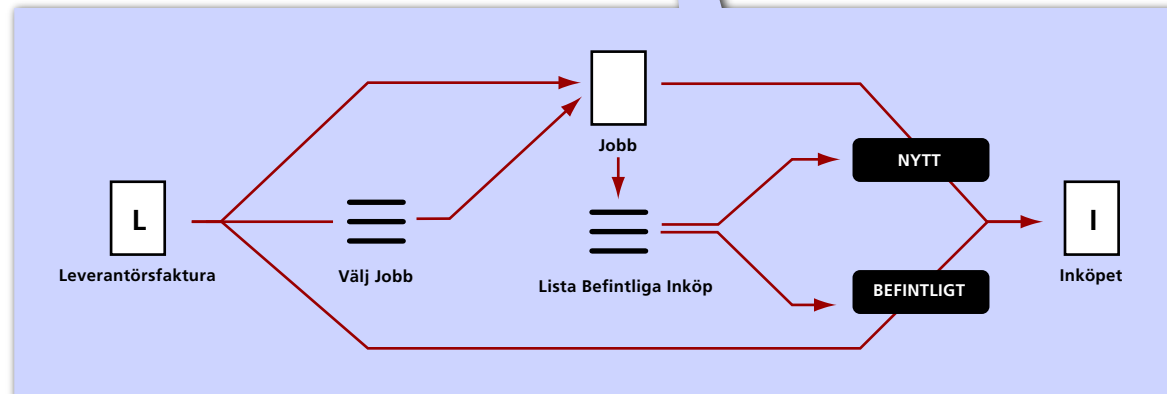 Jobb
NYTT
L
I
Leverantörsfaktura
Välj Jobb
Lista Befintliga Inköp
BEFINTLIGT
Inköpet